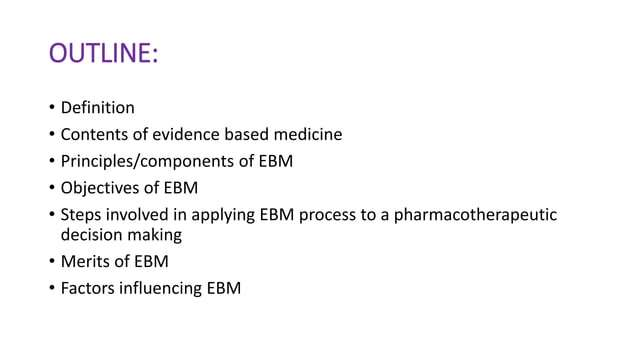 OUTLINE:
• Definition
• Contents of evidence based medicine
• Principles/components of EBM
• Objectives of EBM
• Steps involved in applying EBM process to a pharmacotherapeutic
decision making
• Merits of EBM
• Factors influencing EBM